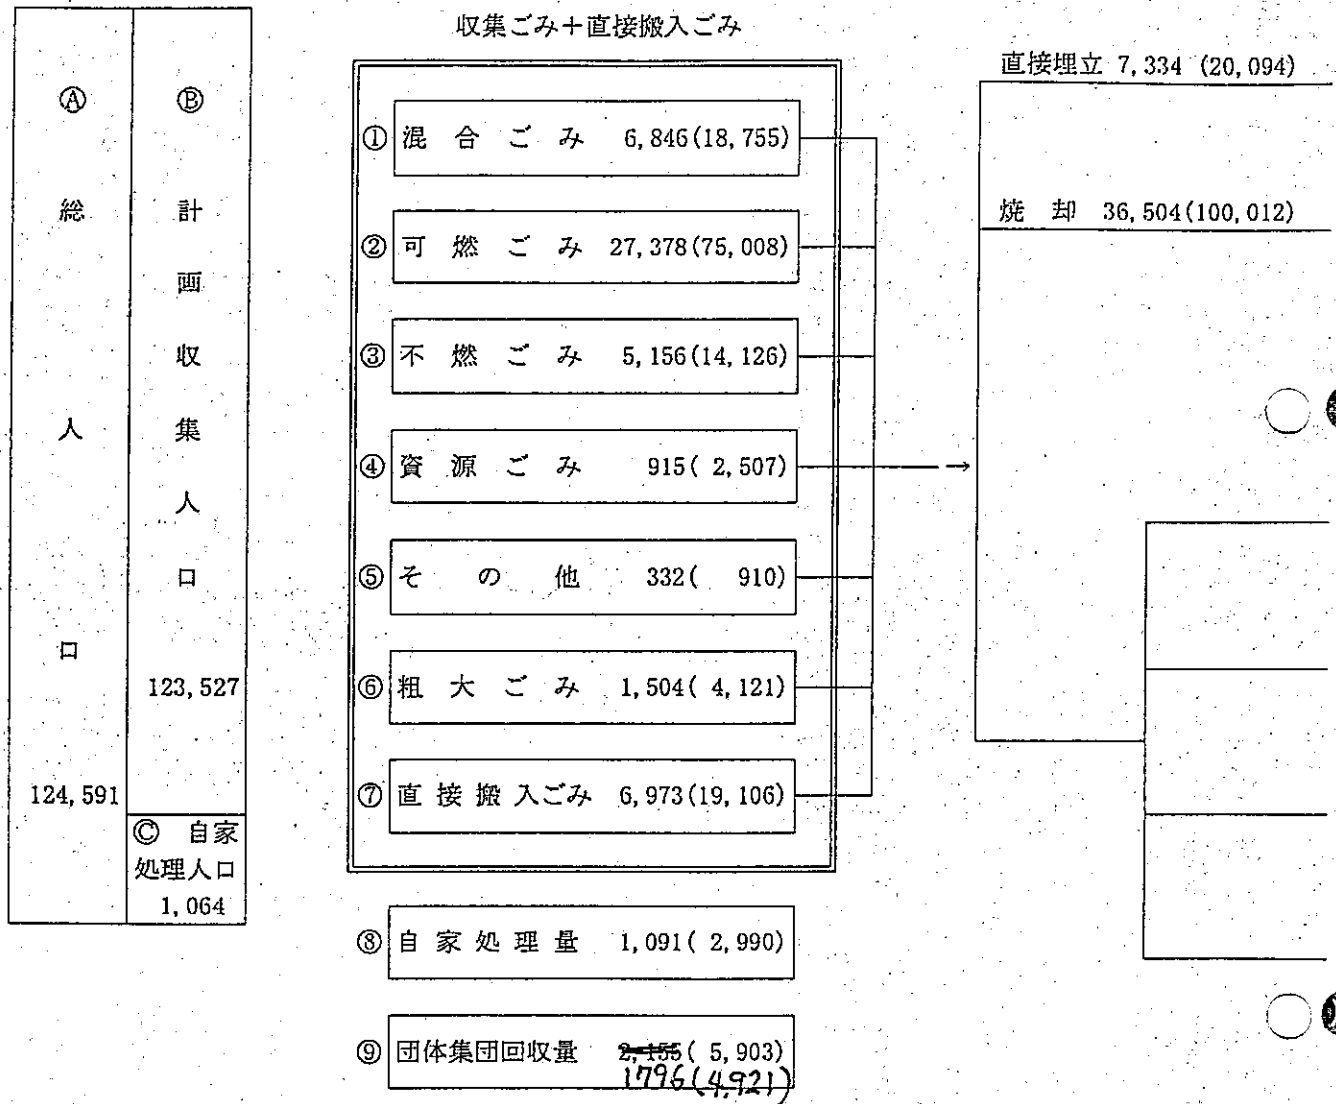 収集ごみ+直接搬入ごみ
Ⓐ 総人口 124,591
Ⓑ 計画収集人口 123,527
Ⓒ 自家
処理人口
1,064
① 混合ごみ 6,846(18,755)
② 可燃ごみ 27,378(75,008)
③ 不燃ごみ 5,156(14,126)
④ 資源ごみ 915( 2,507)
⑤ その他 332( 910)
⑥ 粗大ごみ 1,504( 4,121)
⑦ 直接搬入ごみ 6,973(19,106)
⑧ 自家処理量 1,091( 2,990)
⑨ 団体集団回収量 2,155( 5,903)
1796(4,921)
→
直接埋立 7,334 (20,094)
焼却 36,504(100,012)